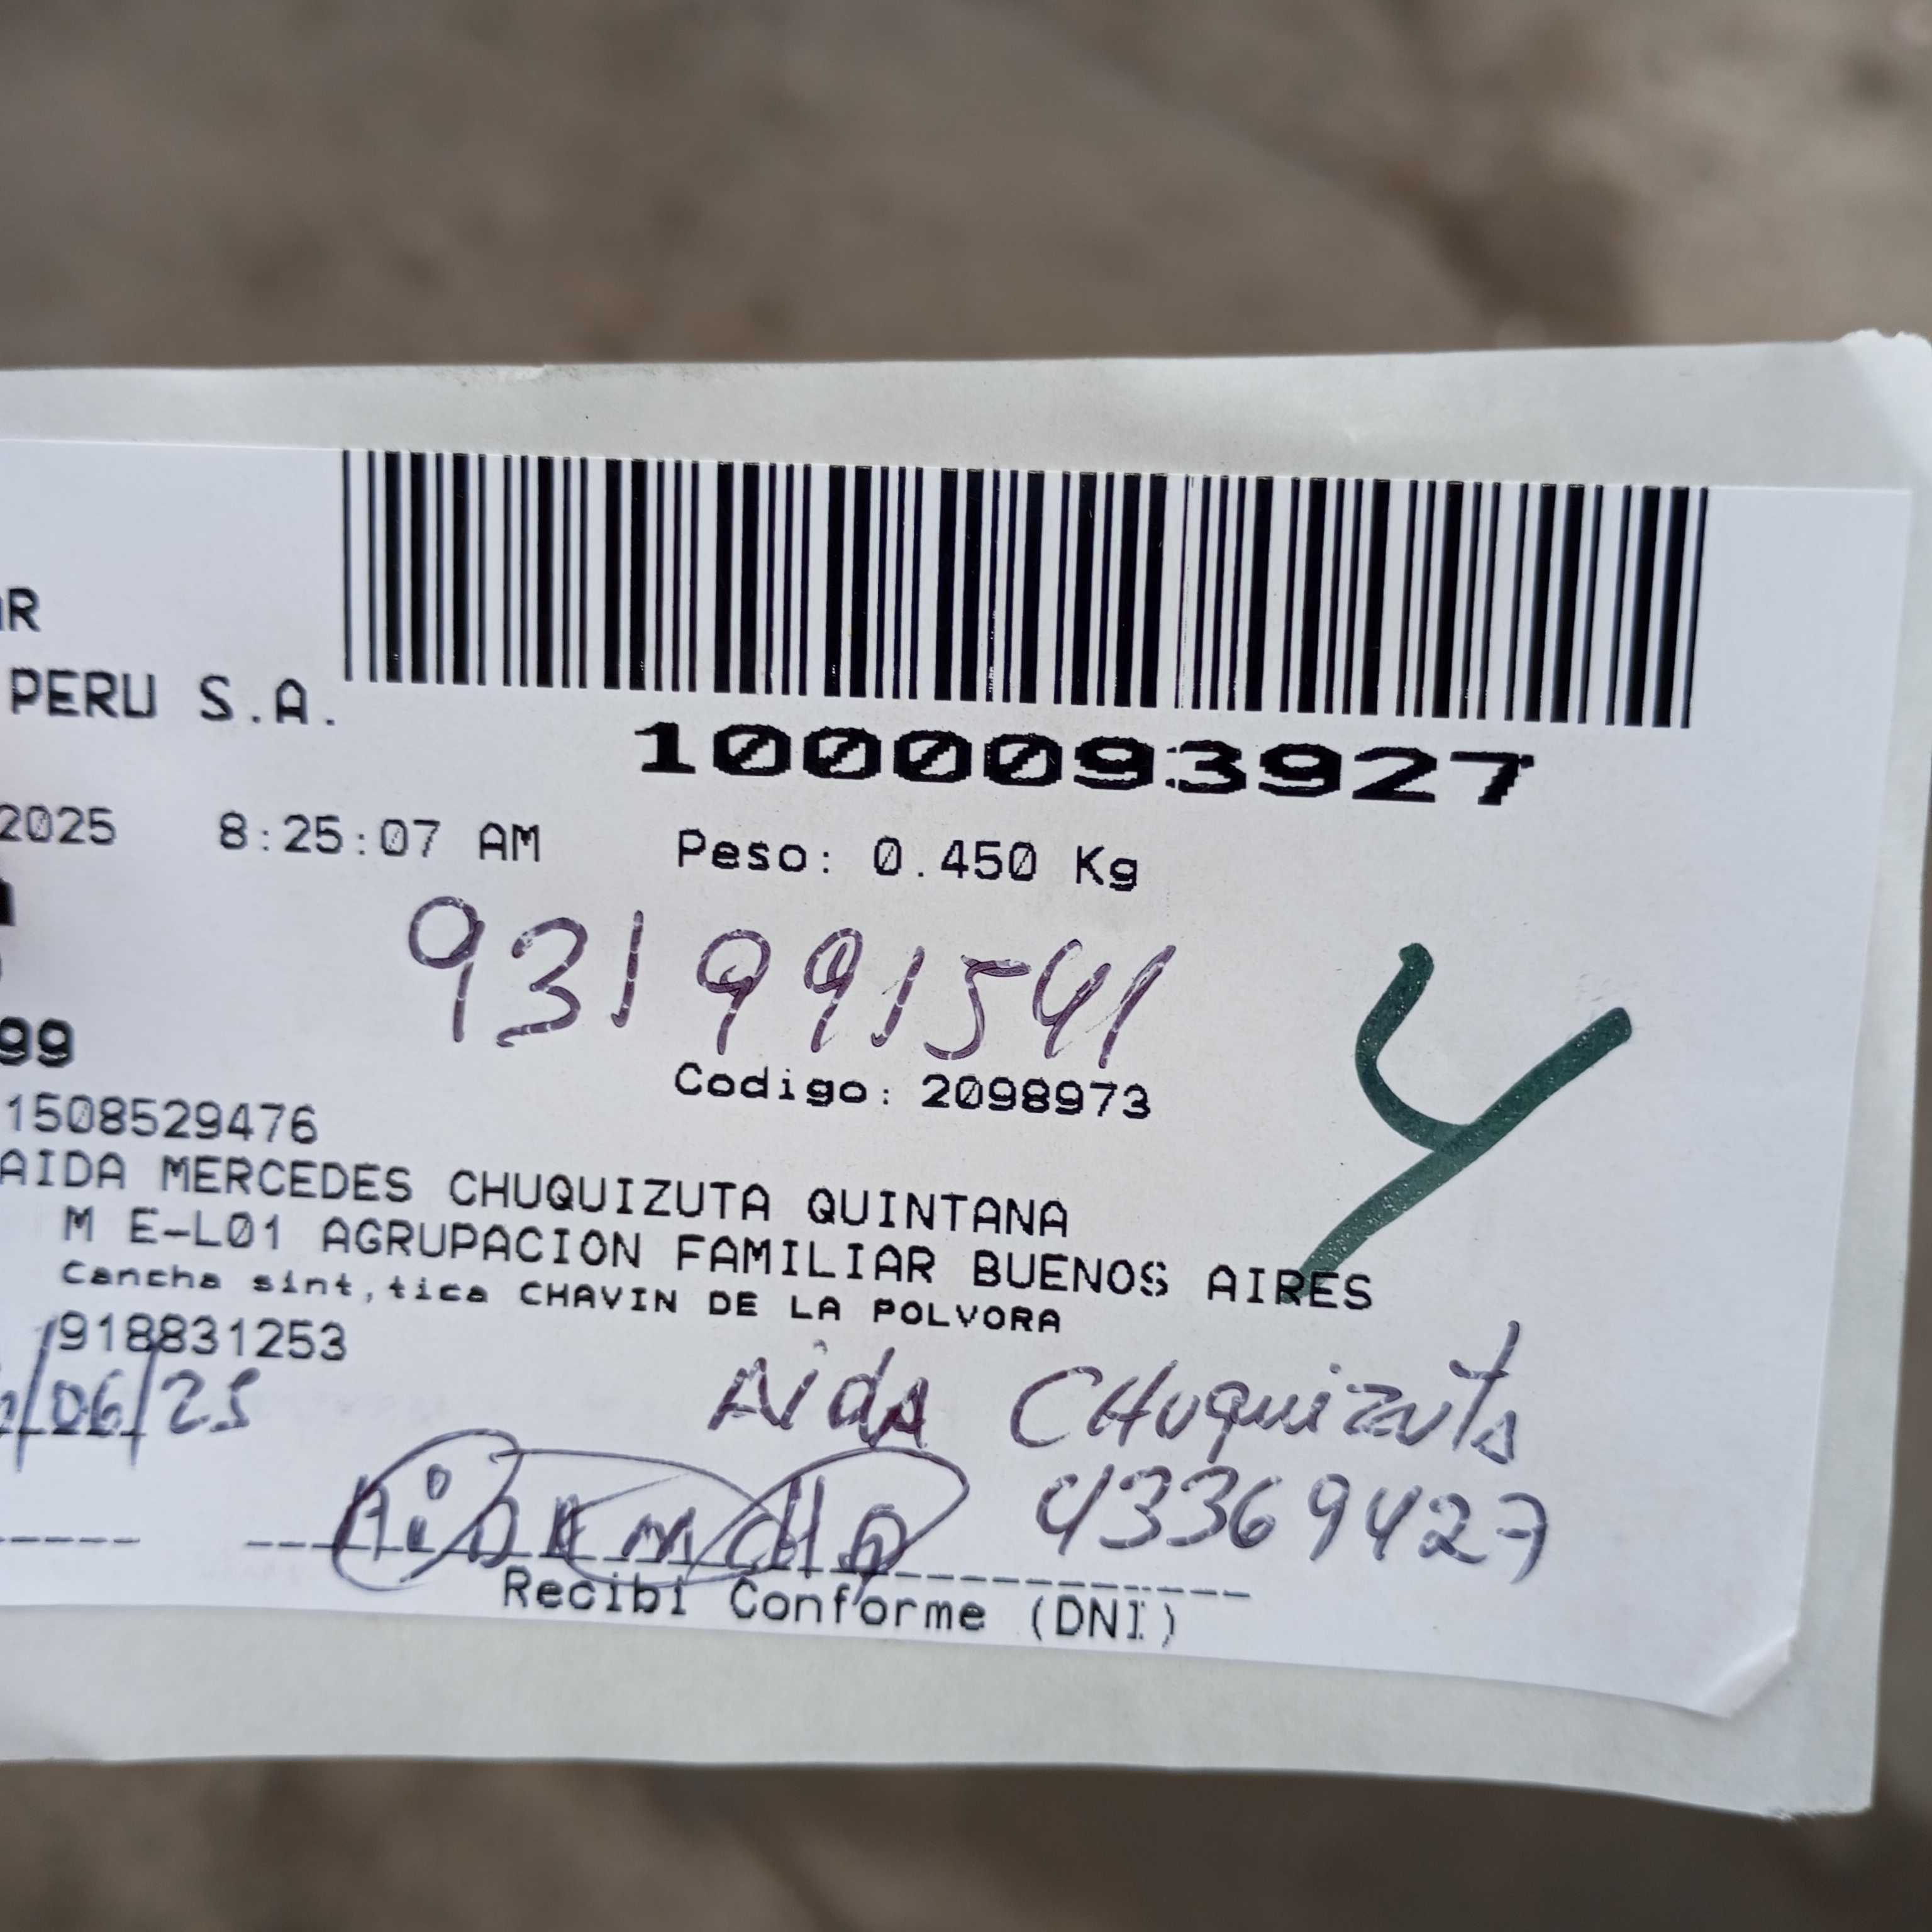 PERU S.A.
1000093927
2025 8:25:07 AM Peso: 0.450 Kg
931991541
4
99
Codigo: 2098973
1508529476
AIDA MERCEDES CHUQUIZUTA QUINTANA
M E-L01 AGRUPACION FAMILIAR BUENOS AIRES
Cancha sint,tica CHAVIN DE LA POLVORA
918831253
/06/25
Aida CHuquizuta
43369427
Recibi Conforme (DNI)